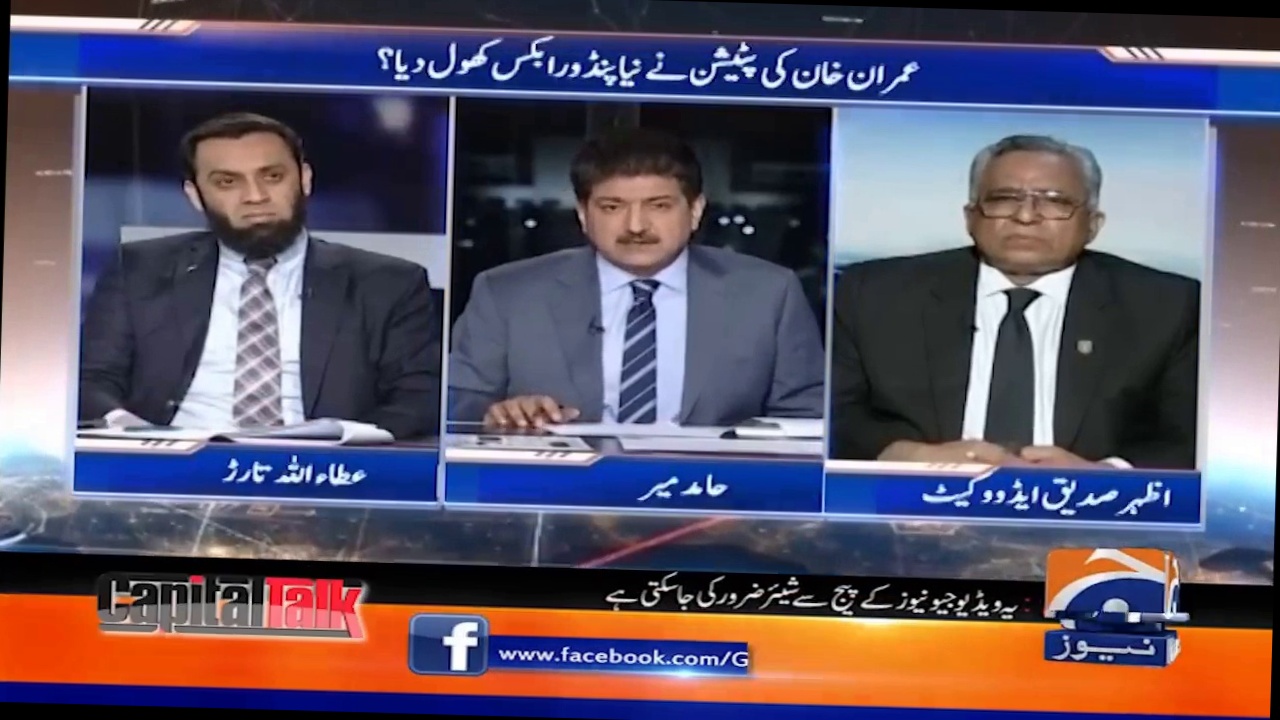 عمران خان کی پٹیشن نے نیا پنڈورا بکس کھول دیا؟
عطاء اللہ تارڑ
حامد میر
اظہر صدیق ایڈووکیٹ
Capital Talk
: یہ ویڈیو جیو نیوز کے پیج سے شیئر ضرور کی جاسکتی ہے
f www.facebook.com/G
جیو
نیوز